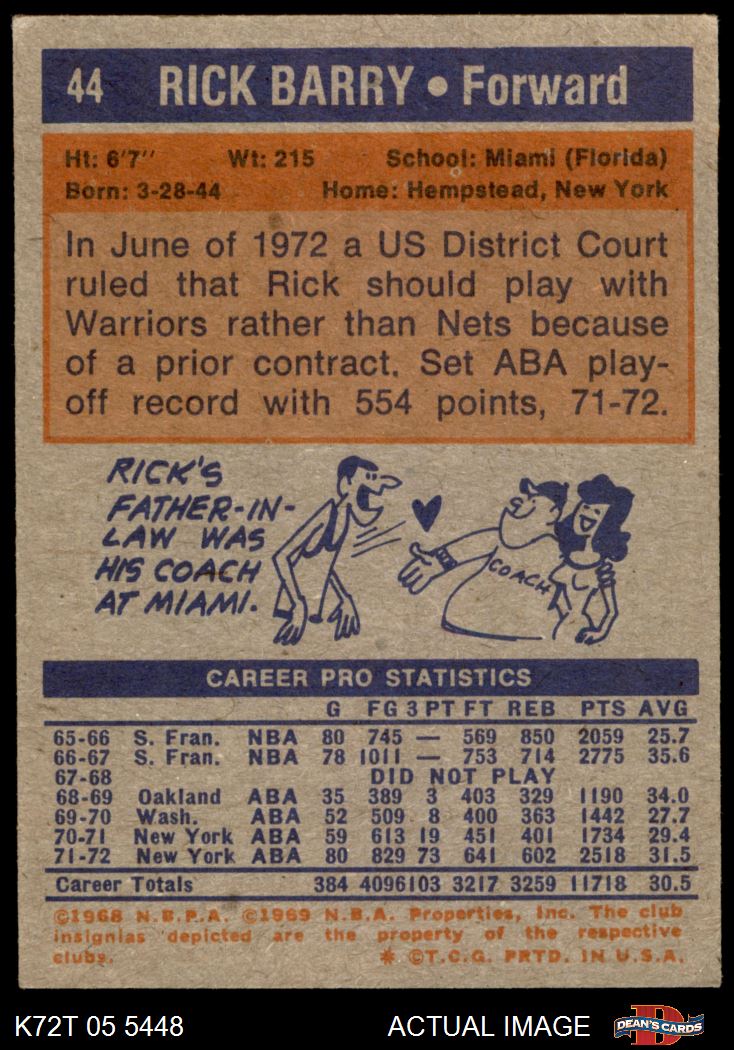 44 RICK BARRY • Forward
Ht: 6'7'' Wt: 215 School: Miami (Florida)
Born: 3-28-44 Home: Hempstead, New York
In June of 1972 a US District Court
ruled that Rick should play with
Warriors rather than Nets because
of a prior contract. Set ABA play-
off record with 554 points, 71-72.
RICK'S
FATHER-IN-
LAW WAS
HIS COACH
AT MIAMI.
COACH
CAREER PRO STATISTICS
G FG 3 PT FT REB PTS AVG
65-66 S. Fran. NBA 80 745 — 569 850 2059 25.7
66-67 S. Fran. NBA 78 1011 — 753 714 2775 35.6
67-68 DID NOT PLAY
68-69 Oakland ABA 35 389 3 403 329 1190 34.0
69-70 Wash. ABA 52 509 8 400 363 1442 27.7
70-71 New York ABA 59 613 19 451 401 1734 29.4
71-72 New York ABA 80 829 73 641 602 2518 31.5
Career Totals 384 4096 103 3217 3259 11718 30.5
©1968 N.B.P.A. ©1969 N.B.A. Properties, Inc. The club
insignias depicted are the property of the respective
clubs. * ©T.C.G. PRTD. IN U.S.A.
K72T 05 5448 ACTUAL IMAGE D DEAN'S CARDS